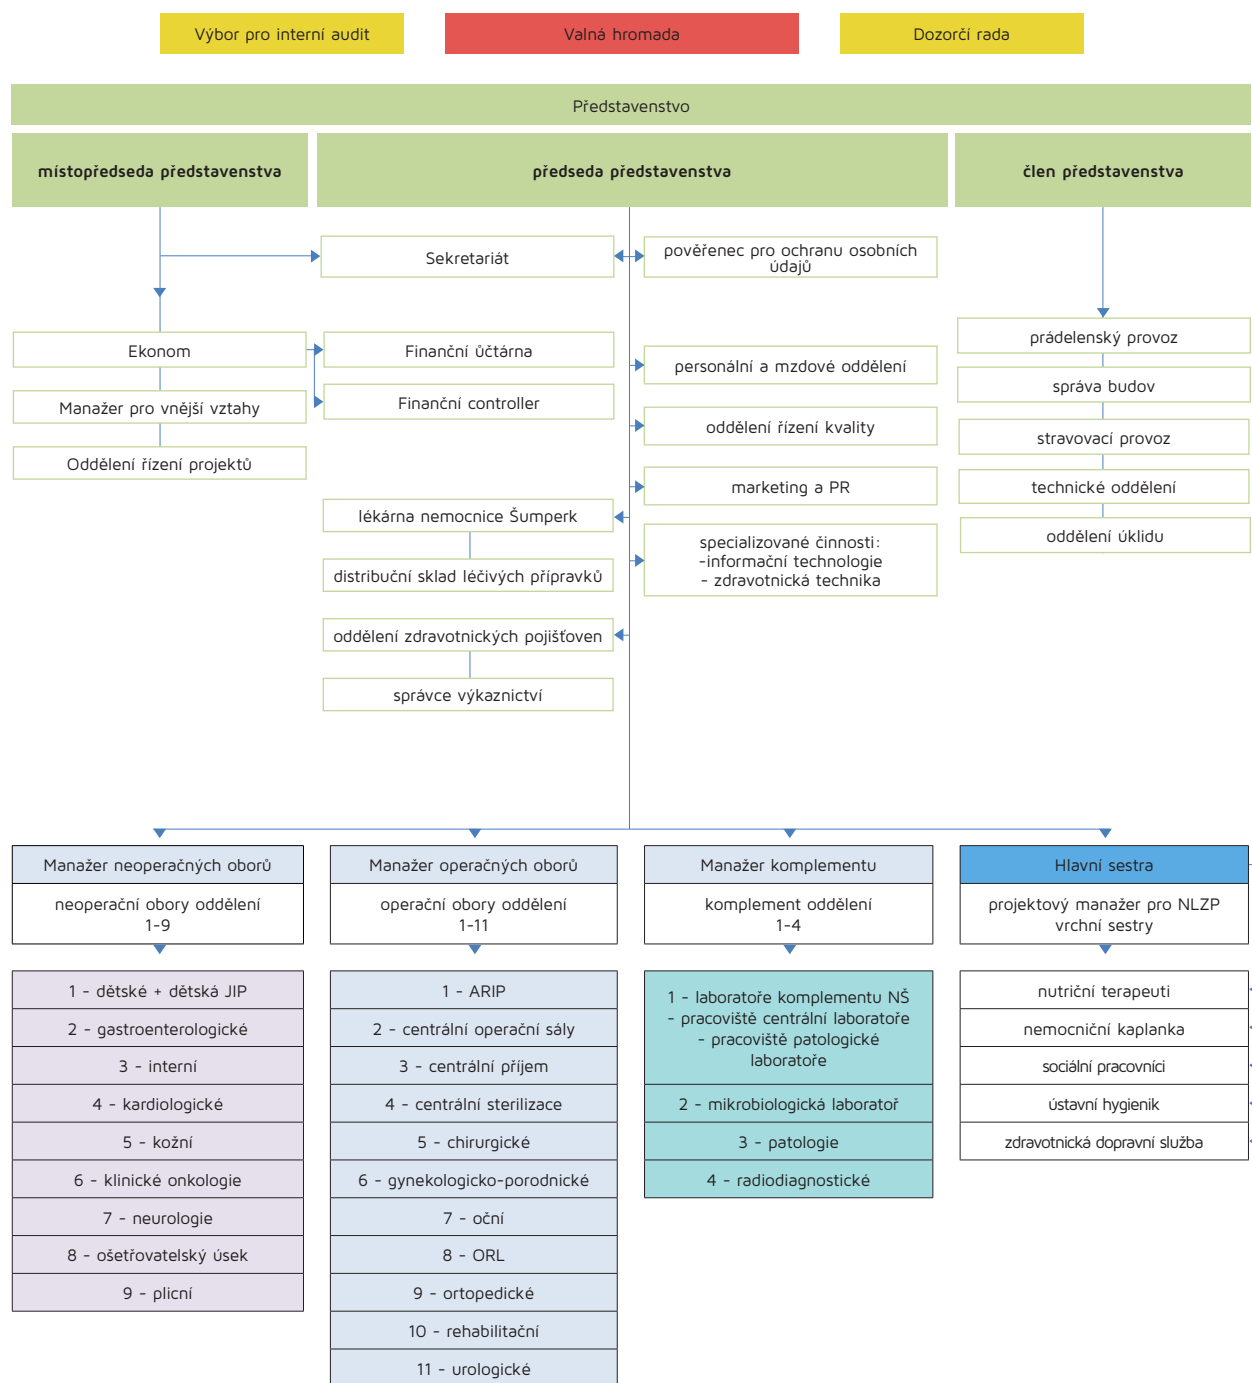 Výbor pro interní audit
Valná hromada
Dozorčí rada
Představenstvo
místopředseda představenstva
předseda představenstva
člen představenstva
Sekretariát
pověřenec pro ochranu osobních
údajů
Ekonom
Manažer pro vnější vztahy
Oddělení řízení projektů
Finanční účtárna
Finanční controller
personální a mzdové oddělení
oddělení řízení kvality
marketing a PR
specializované činnosti:
-informační technologie
- zdravotnická technika
lékárna nemocnice Šumperk
distribuční sklad léčivých přípravků
oddělení zdravotnických pojišťoven
správce výkaznictví
prádelenský provoz
správa budov
stravovací provoz
technické oddělení
oddělení úklidu
Manažer neoperačných oborů
neoperační obory oddělení
1-9
1 - dětské + dětská JIP
2 - gastroenterologické
3 - interní
4 - kardiologické
5 - kožní
6 - klinické onkologie
7 - neurologie
8 - ošetřovatelský úsek
9 - plicní
Manažer operačných oborů
operační obory oddělení
1-11
1 - ARIP
2 - centrální operační sály
3 - centrální příjem
4 - centrální sterilizace
5 - chirurgické
6 - gynekologicko-porodnické
7 - oční
8 - ORL
9 - ortopedické
10 - rehabilitační
11 - urologické
Manažer komplementu
komplement oddělení
1-4
1 - laboratoře komplementu NŠ
- pracoviště centrální laboratoře
- pracoviště patologické
laboratoře
2 - mikrobiologická laboratoř
3 - patologie
4 - radiodiagnostické
Hlavní sestra
projektový manažer pro NLZP
vrchní sestry
nutriční terapeuti
nemocniční kaplanka
sociální pracovníci
ústavní hygienik
zdravotnická dopravní služba